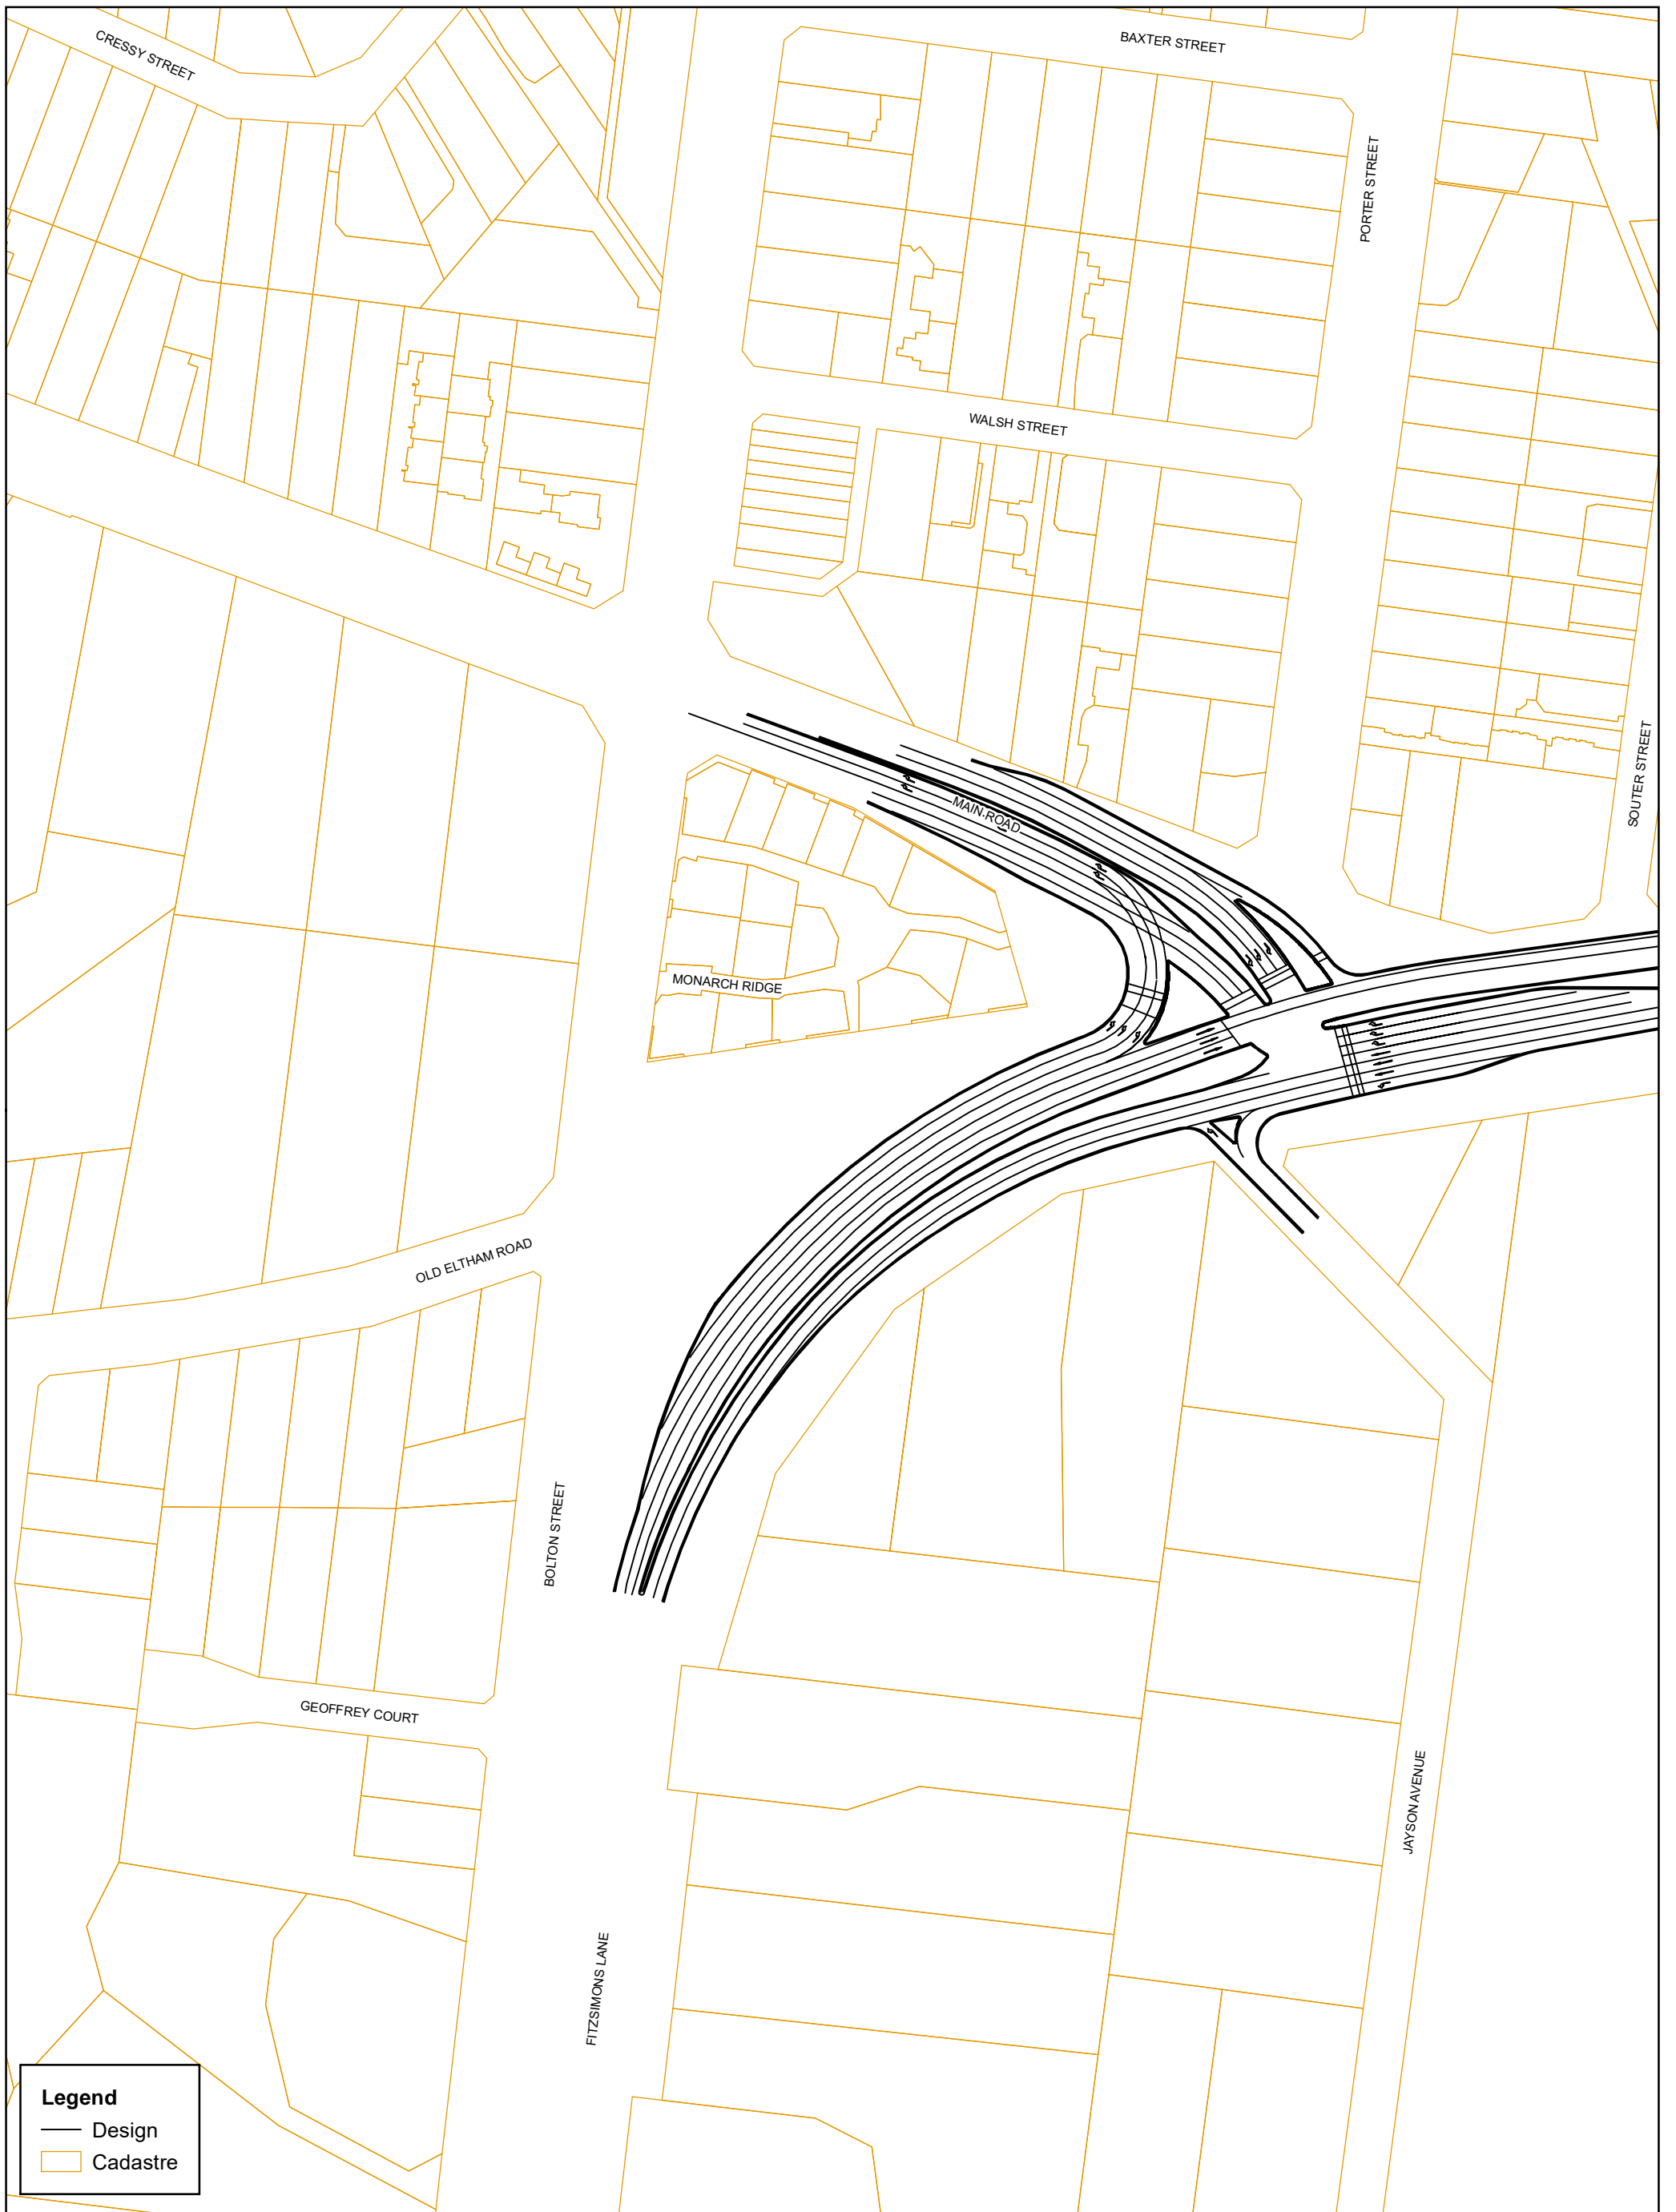 CRESSY STREET
BAXTER STREET
PORTER STREET
WALSH STREET
SOUTER STREET
MAIN ROAD
MONARCH RIDGE
OLD ELTHAM ROAD
BOLTON STREET
GEOFFREY COURT
JAYSON AVENUE
FITZSIMONS LANE
Legend
Design
Cadastre